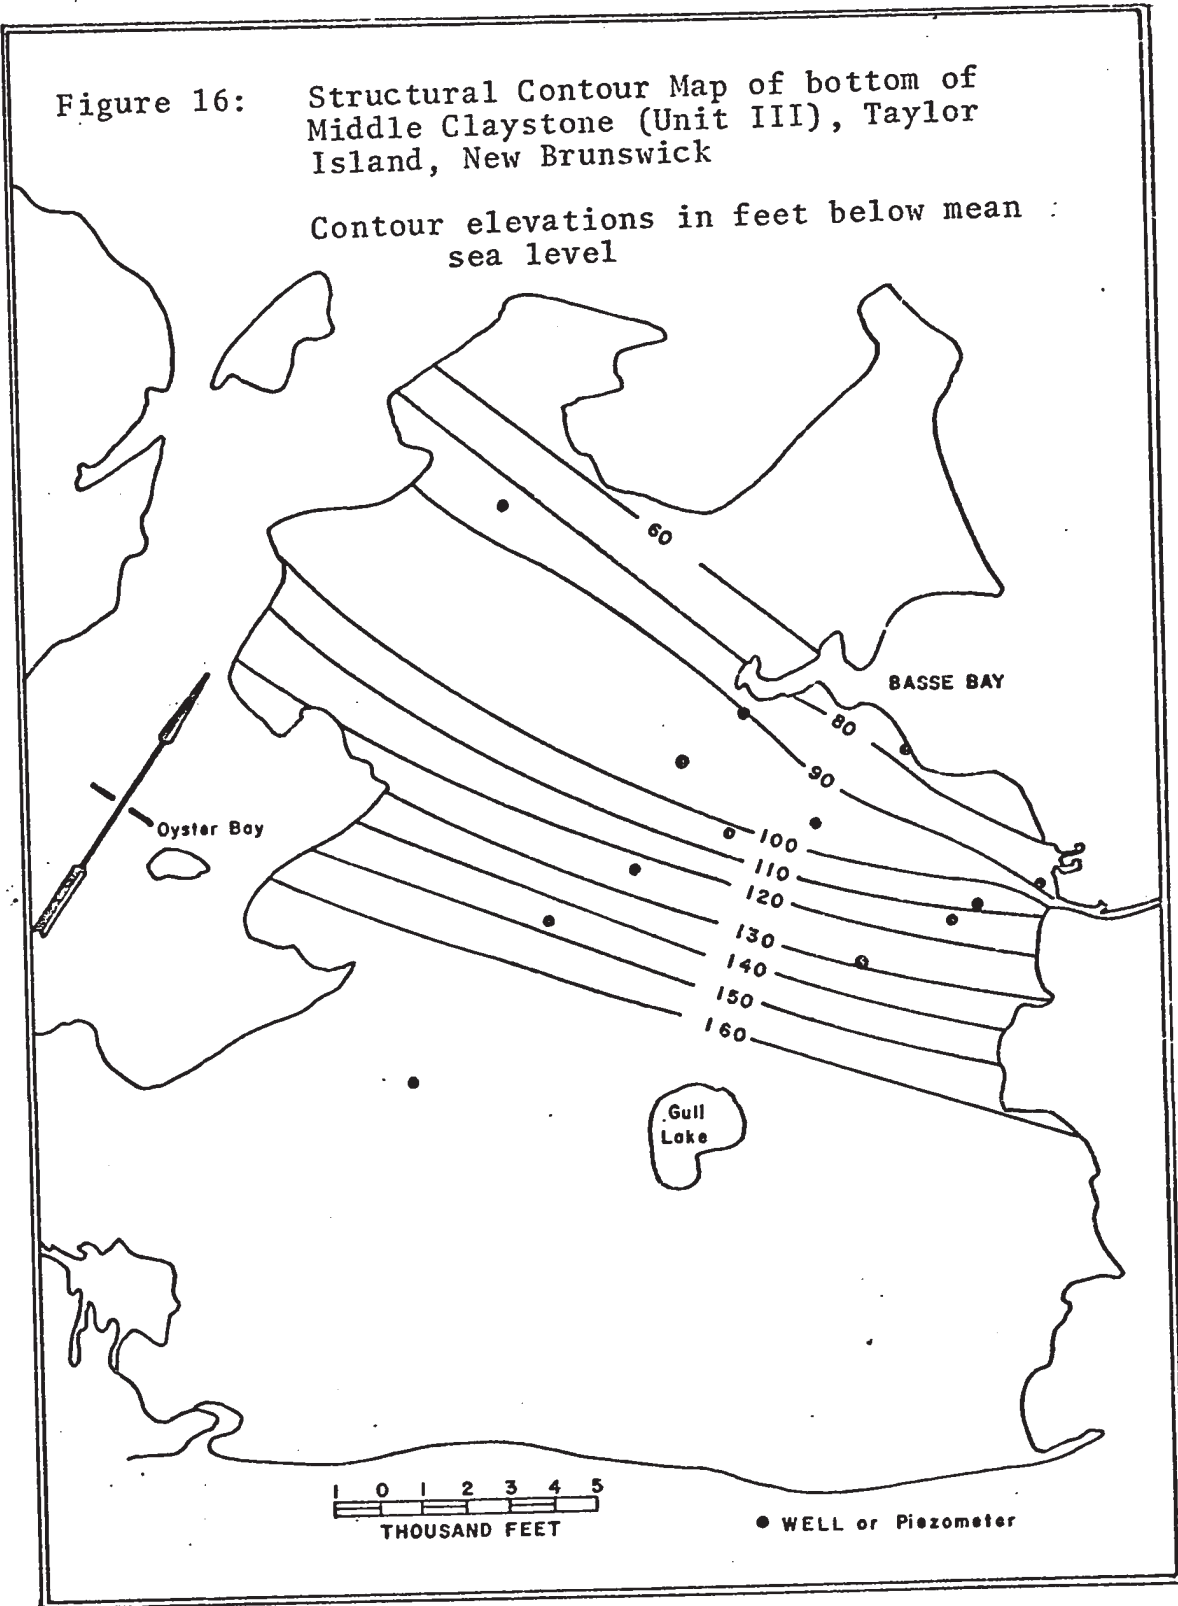 Figure 16: Structural Contour Map of bottom of
Middle Claystone (Unit III), Taylor
Island, New Brunswick
Contour elevations in feet below mean
sea level
60
BASSE BAY
80
90
Oyster Bay
100
110
120
130
140
150
160
Gull
Lake
1 0 1 2 3 4 5
THOUSAND FEET
WELL or Piezometer